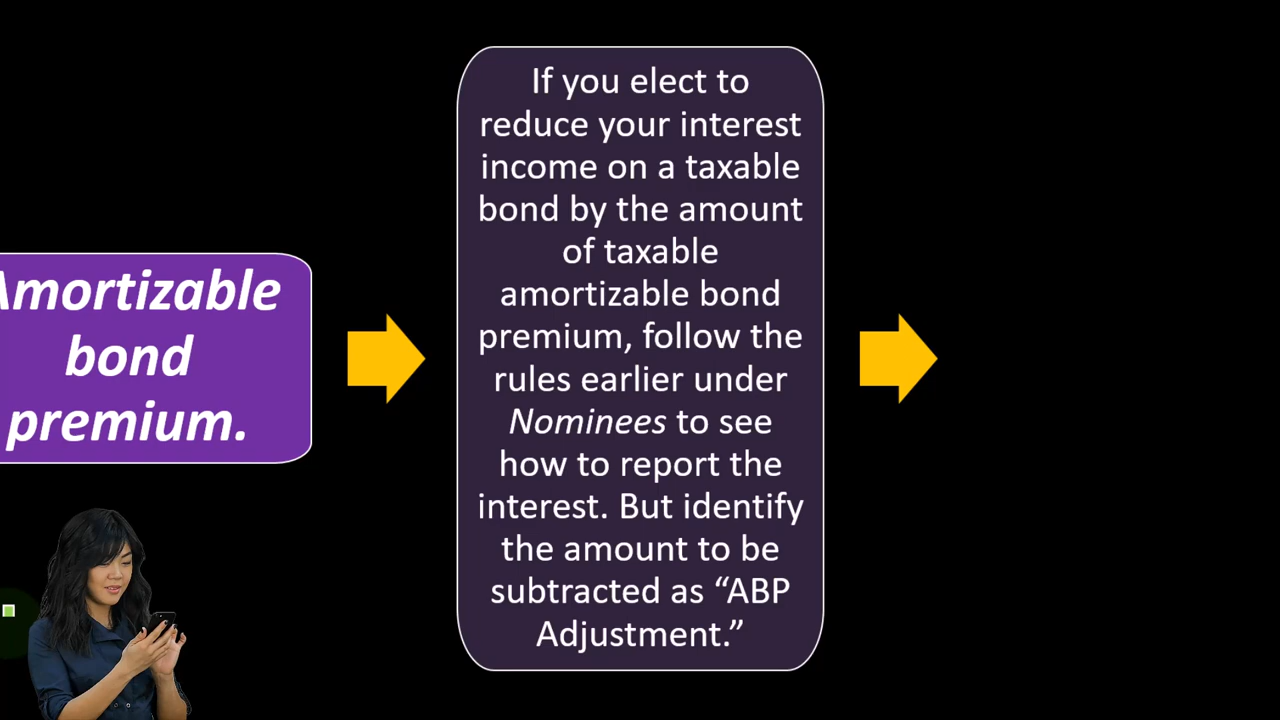 Amortizable
bond
premium.
If you elect to
reduce your interest
income on a taxable
bond by the amount
of taxable
amortizable bond
premium, follow the
rules earlier under
Nominees to see
how to report the
interest. But identify
the amount to be
subtracted as “ABP
Adjustment.”